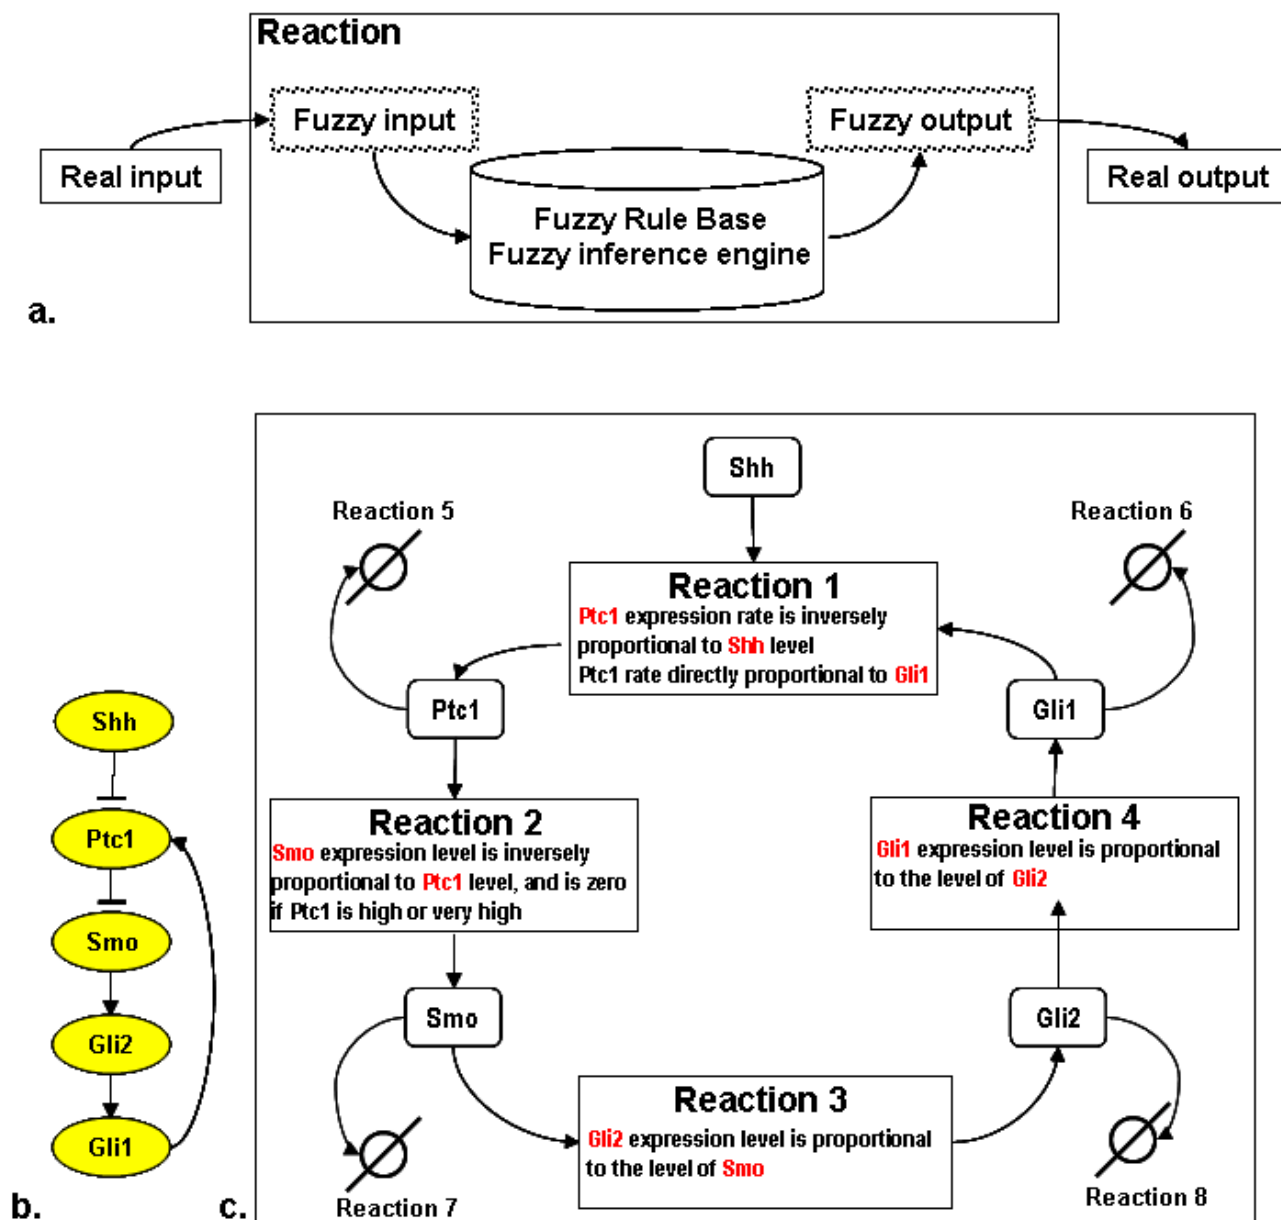 Reaction
Fuzzy input
Fuzzy output
Real input
Real output
Fuzzy Rule Base
Fuzzy inference engine
a.
Shh
Reaction 5
Reaction 6
Reaction 1
Ptc1 expression rate is inversely
proportional to Shh level
Ptc1 rate directly proportional to Gli1
Ptc1
Gli1
Reaction 2
Smo expression level is inversely
proportional to Ptc1 level, and is zero
if Ptc1 is high or very high
Reaction 4
Gli1 expression level is proportional
to the level of Gli2
Smo
Gli2
Reaction 3
Gli2 expression level is proportional
to the level of Smo
Reaction 7
Reaction 8
Shh
Ptc1
Smo
Gli2
Gli1
b.
c.